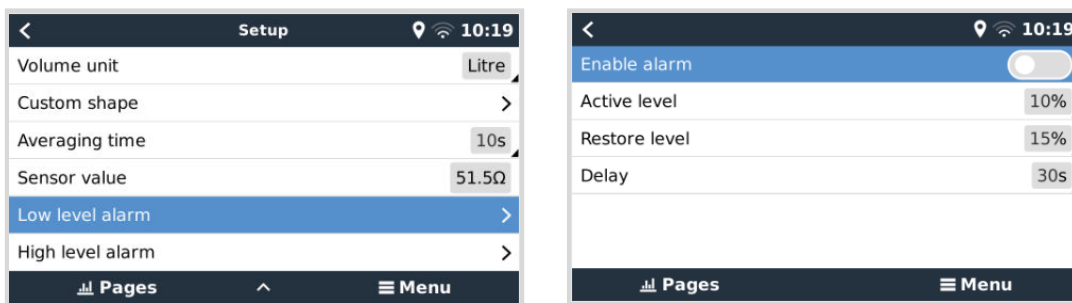 Setup 10:19
Volume unit Litre
Custom shape
Averaging time 10s
Sensor value 51.5Ω
Low level alarm
High level alarm
Pages Menu
10:19
Enable alarm
Active level 10%
Restore level 15%
Delay 30s
Pages Menu